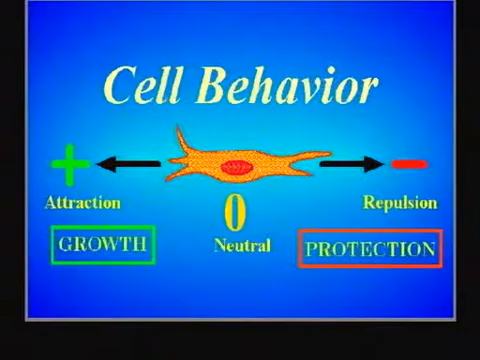 Cell Behavior
+
-
Attraction
Repulsion
0
GROWTH
Neutral
PROTECTION